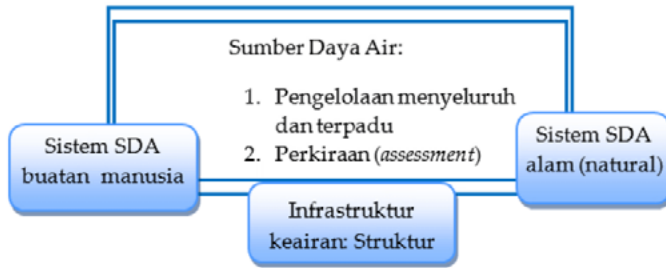 Sumber Daya Air:
1. Pengelolaan menyeluruh
dan terpadu
2. Perkiraan (assessment)
Sistem SDA
buatan manusia
Sistem SDA
alam (natural)
Infrastruktur
keairan: Struktur